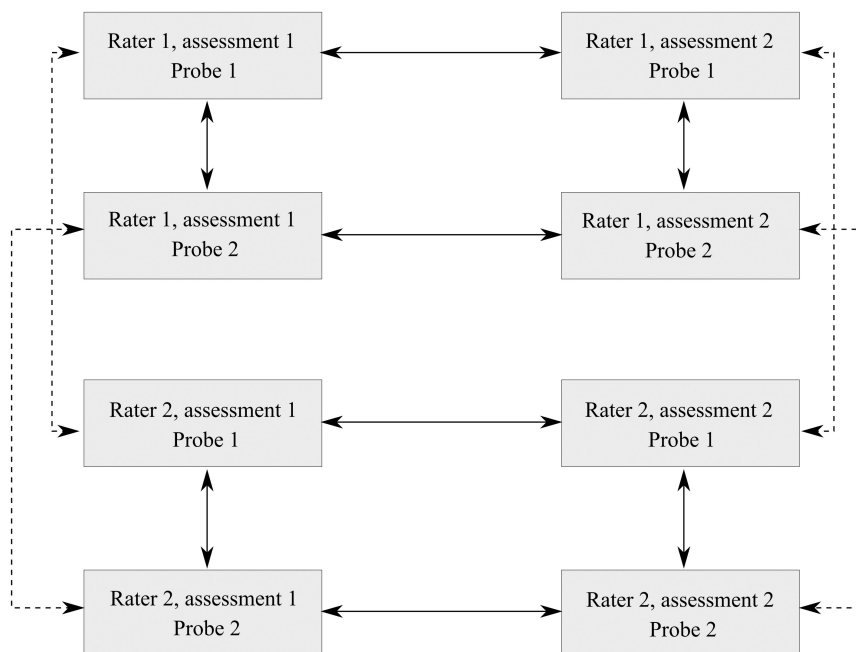 Rater 1, assessment 1
Probe 1
Rater 1, assessment 2
Probe 1
Rater 1, assessment 1
Probe 2
Rater 1, assessment 2
Probe 2
Rater 2, assessment 1
Probe 1
Rater 2, assessment 2
Probe 1
Rater 2, assessment 1
Probe 2
Rater 2, assessment 2
Probe 2